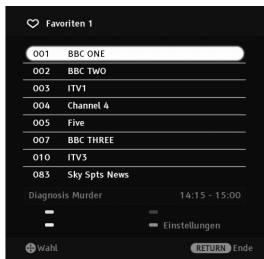 Favoriten 1
001 BBC ONE
002 BBC TWO
003 ITV1
004 Channel 4
005 Five
007 BBC THREE
010 ITV3
083 Sky Spts News
Diagnosis Murder 14:15 - 15:00
Einstellungen
Wahl RETURN Ende